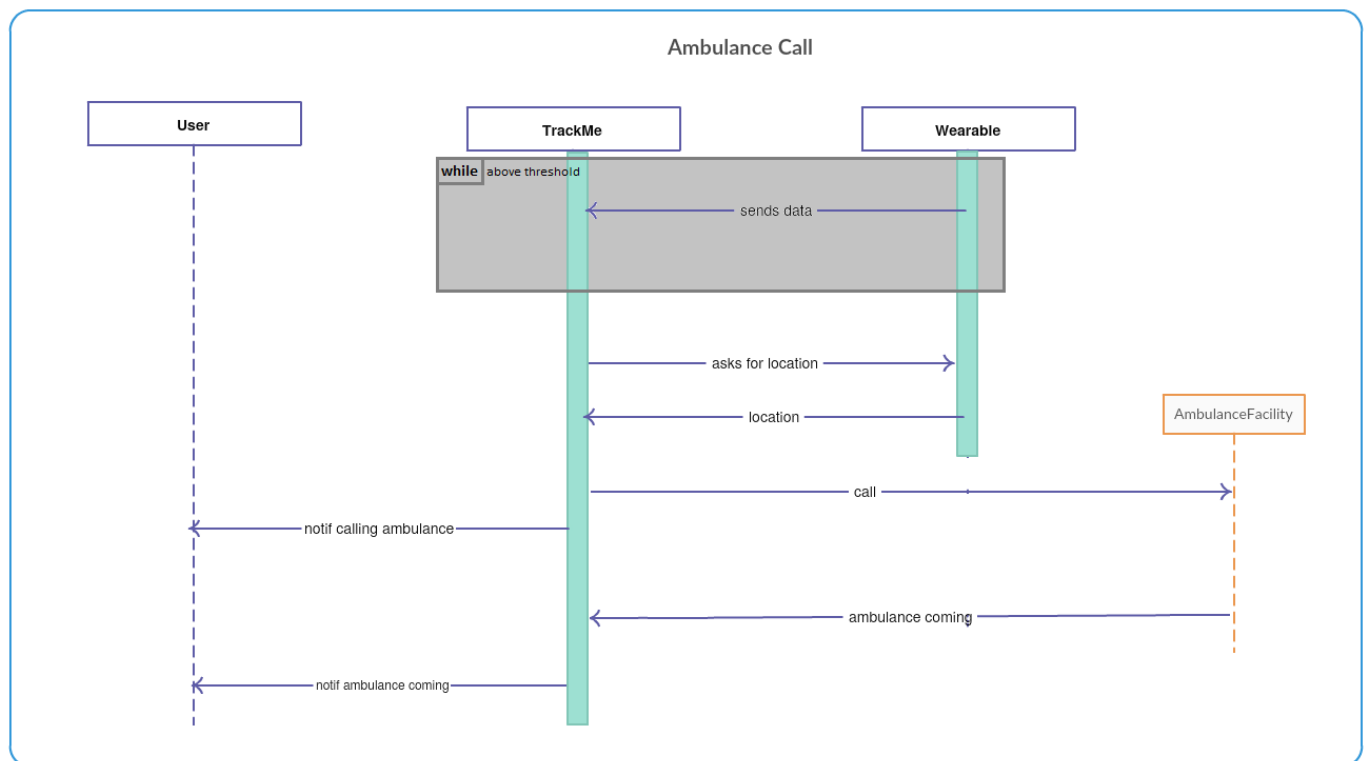 Ambulance Call
User
TrackMe
Wearable
while above threshold
sends data
asks for location
location
AmbulanceFacility
call
notif calling ambulance
ambulance coming
notif ambulance coming